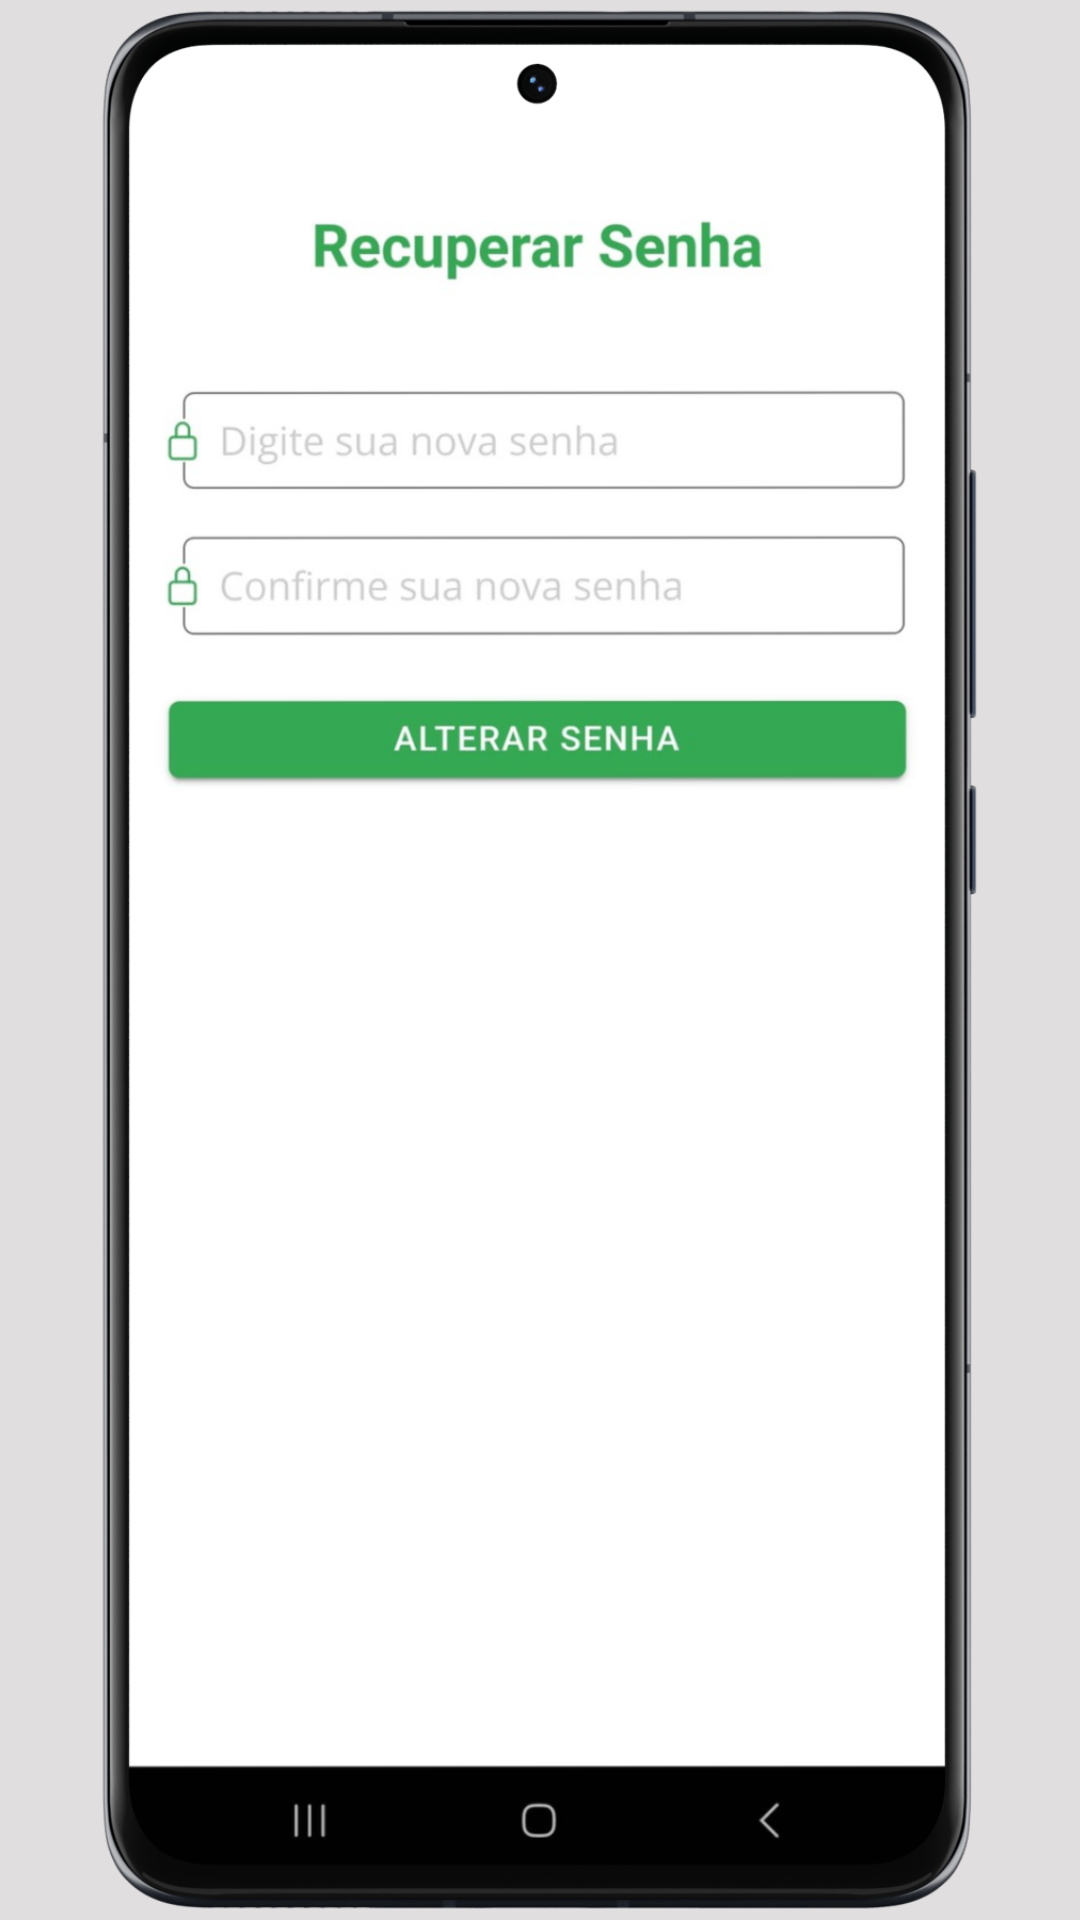 Recuperar Senha
Digite sua nova senha
Confirme sua nova senha
ALTERAR SENHA